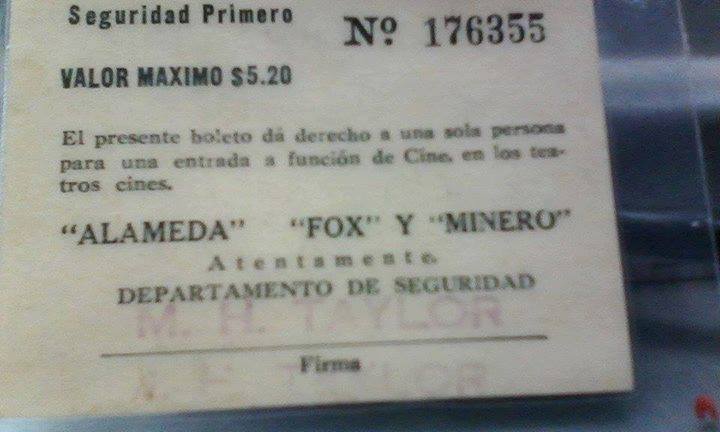 Seguridad Primero
Nº 176355
VALOR MAXIMO $5.20
El presente boleto dá derecho a una sola persona
para una entrada a función de Cine. en los tea-
tros cines.
"ALAMEDA" "FOX" Y "MINERO"
Atentamente.
DEPARTAMENTO DE SEGURIDAD
M. H. TAYLOR
Firma
H TAYLOR